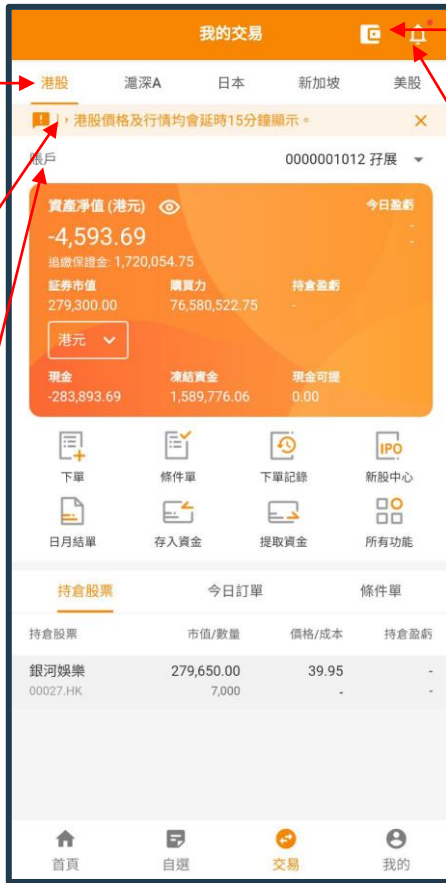 我的交易
港股 滬深A 日本 新加坡 美股
，港股價格及行情均會延時15分鐘顯示。
賬戶 0000001012 孖展
資產凈值 (港元) 今日盈虧
-4,593.69 -
-
追繳保證金: 1,720,054.75
証券市值 購買力 持倉盈虧
279,300.00 76,580,522.75 -
港元
現金 凍結資金 現金可提
-283,893.69 1,589,776.06 0.00
IPO
下單 條件單 下單記錄 新股中心
日月結單 存入資金 提取資金 所有功能
持倉股票 今日訂單 條件單
持倉股票 市值/數量 價格/成本 持倉盈虧
銀河娛樂 279,650.00 39.95 -
00027.HK 7,000 - -
首頁 自選 交易 我的